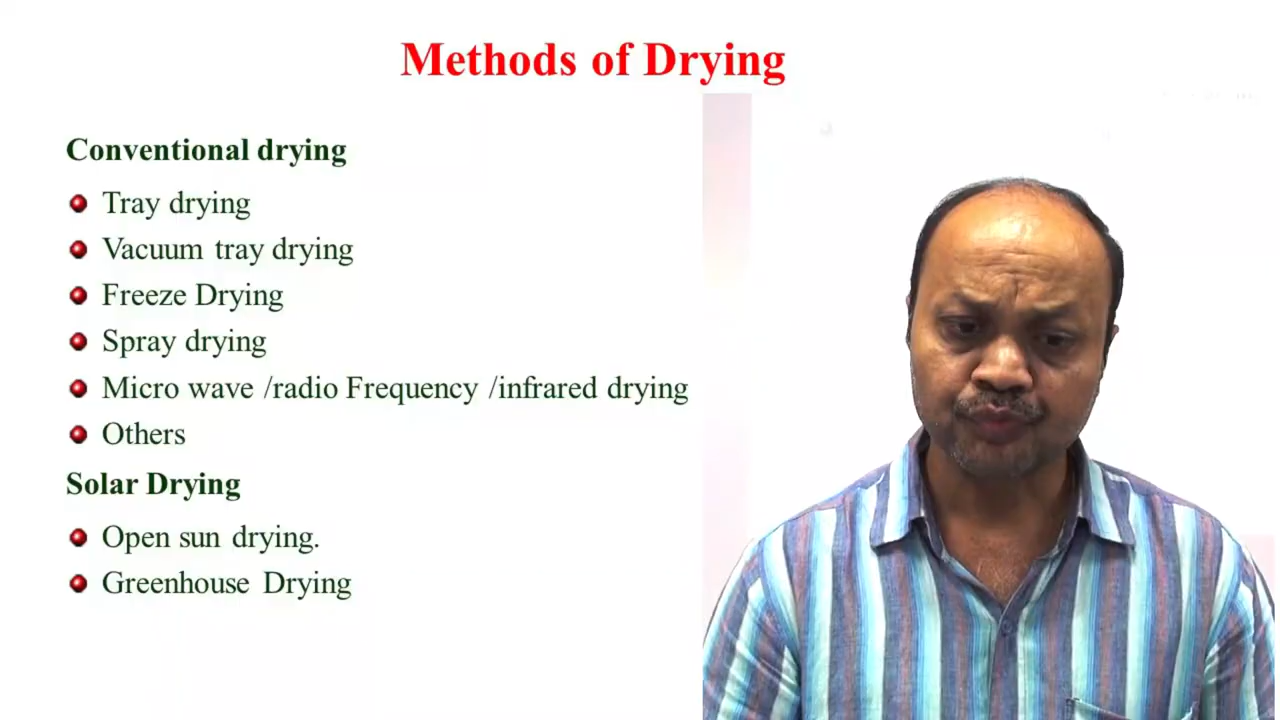 Methods of Drying
Conventional drying
Tray drying
Vacuum tray drying
Freeze Drying
Spray drying
Micro wave /radio Frequency /infrared drying
Others
Solar Drying
Open sun drying.
Greenhouse Drying